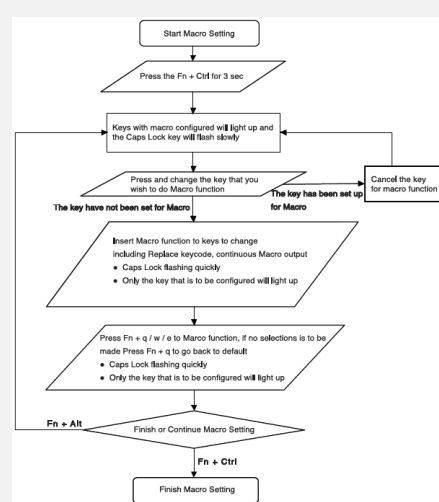 Start Macro Setting
Press the Fn + Ctrl for 3 sec
Keys with macro configured will light up and
the Caps Lock key will flash slowly
Press and change the key that you
wish to do Macro function
Cancel the key
for macro function
The key has been set up
for Macro
The key have not been set for Macro
Insert Macro function to keys to change
including Replace keycode, continuous Macro output
● Caps Lock flashing quickly
● Only the key that is to be configured will light up
Press Fn + q / w / e to Marco function, if no selections is to be
made Press Fn + q to go back to default
● Caps Lock flashing quickly
● Only the key that is to be configured will light up
Fn + Alt
Finish or Continue Macro Setting
Fn + Ctrl
Finish Macro Setting